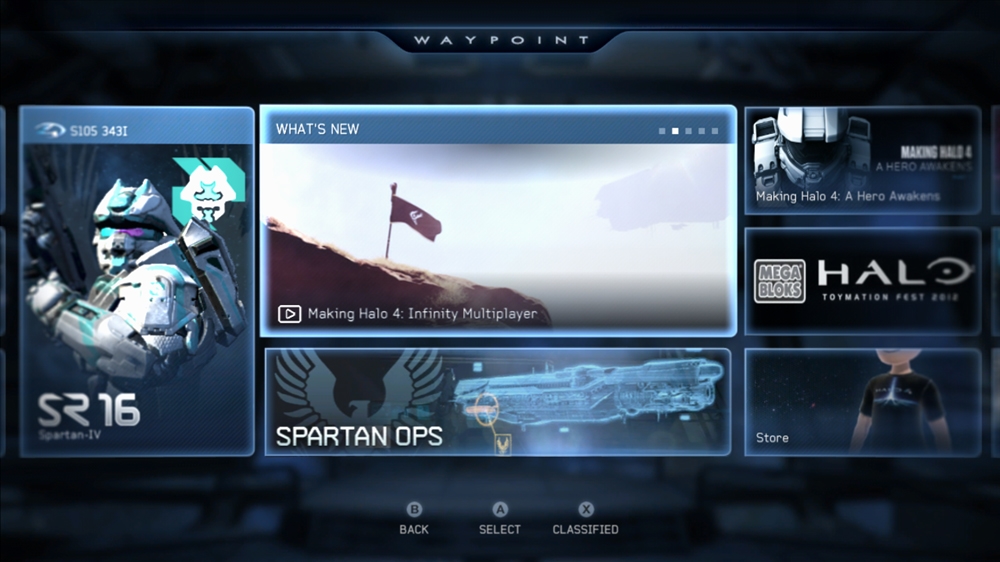 WAYPOINT
S105 343I
SR 16
Spartan-IV
WHAT'S NEW
Making Halo 4: Infinity Multiplayer
SPARTAN OPS
MAKING HALO 4
A HERO AWAKENS
Making Halo 4: A Hero Awakens
MEGA
BLOKS
HALO
TOYMATION FEST 2012
Store
B
BACK
A
SELECT
X
CLASSIFIED